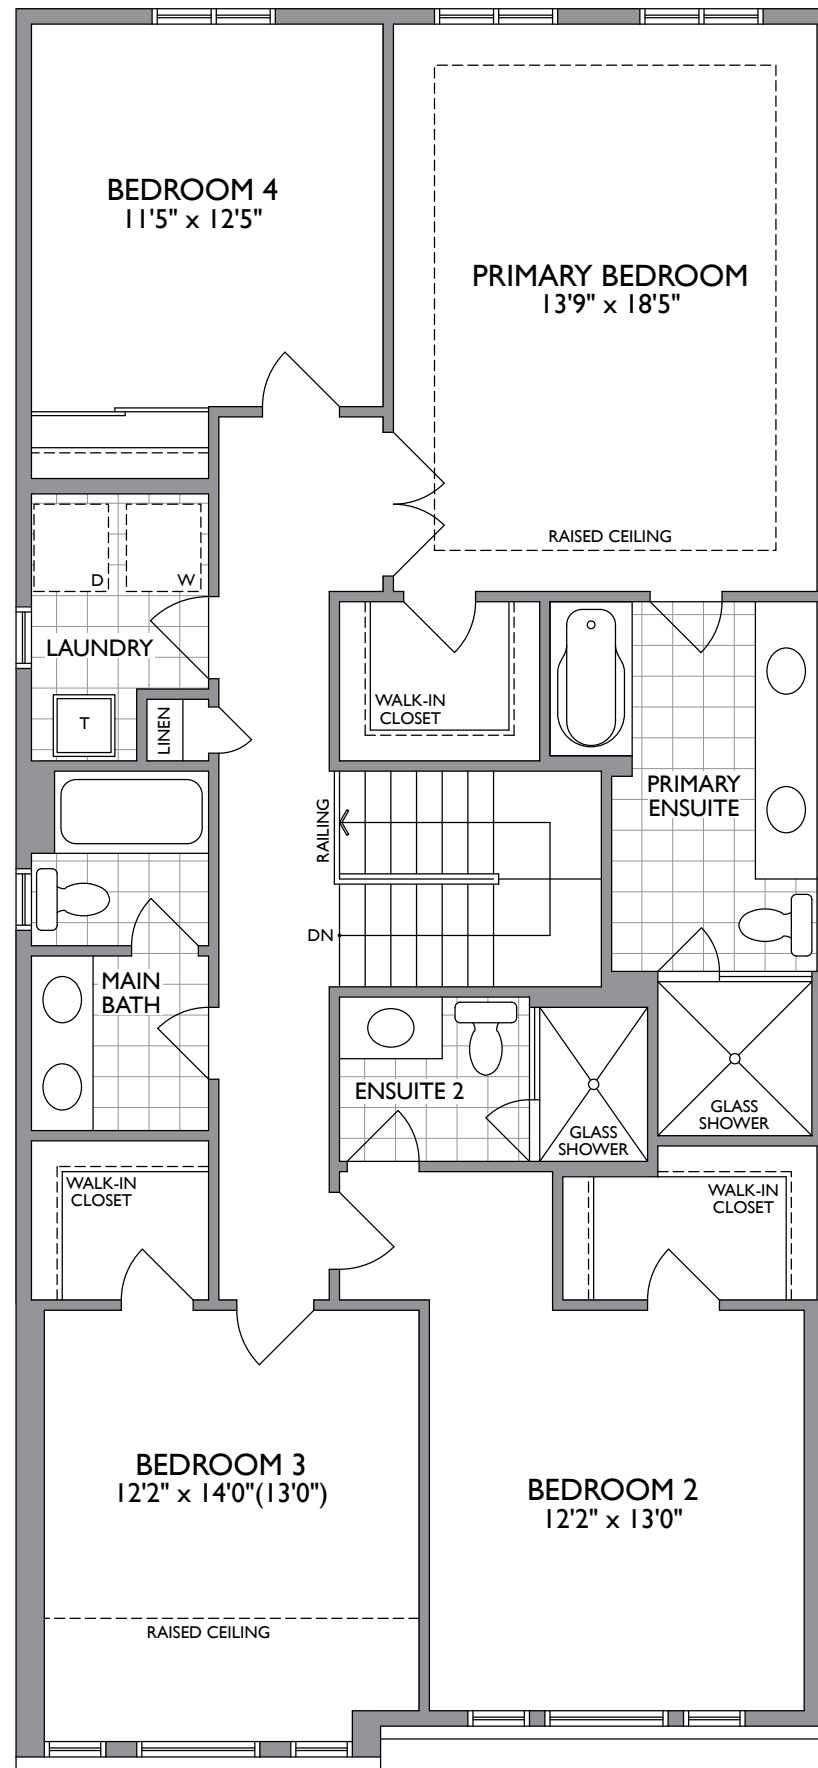 BEDROOM 4
11'5" x 12'5"
PRIMARY BEDROOM
13'9" x 18'5"
RAISED CEILING
D
W
LAUNDRY
T
LINEN
WALK-IN
CLOSET
PRIMARY
ENSUITE
RAILING
DN
MAIN
BATH
ENSUITE 2
GLASS
SHOWER
GLASS
SHOWER
WALK-IN
CLOSET
WALK-IN
CLOSET
BEDROOM 3
12'2" x 14'0"(13'0")
BEDROOM 2
12'2" x 13'0"
RAISED CEILING